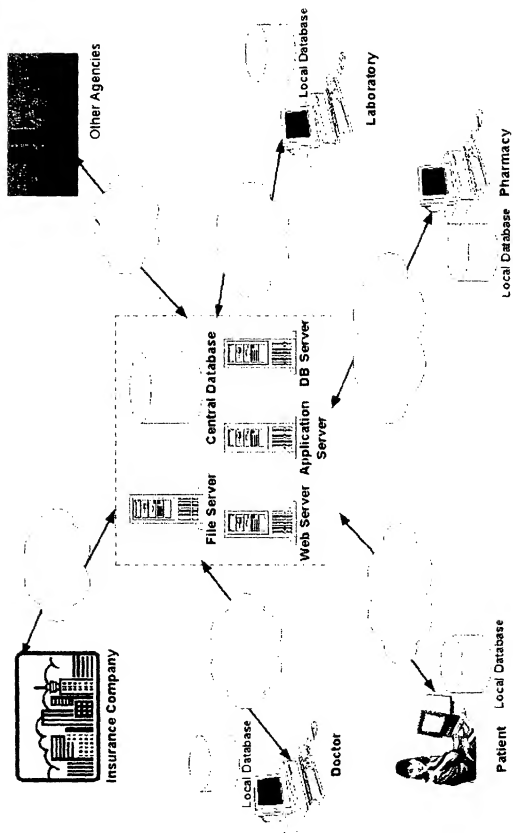 Insurance Company
Other Agencies
File Server
Central Database
Web Server
Application
Server
DB Server
Local Database
Doctor
Local Database
Laboratory
Patient
Local Database
Local Database
Pharmacy